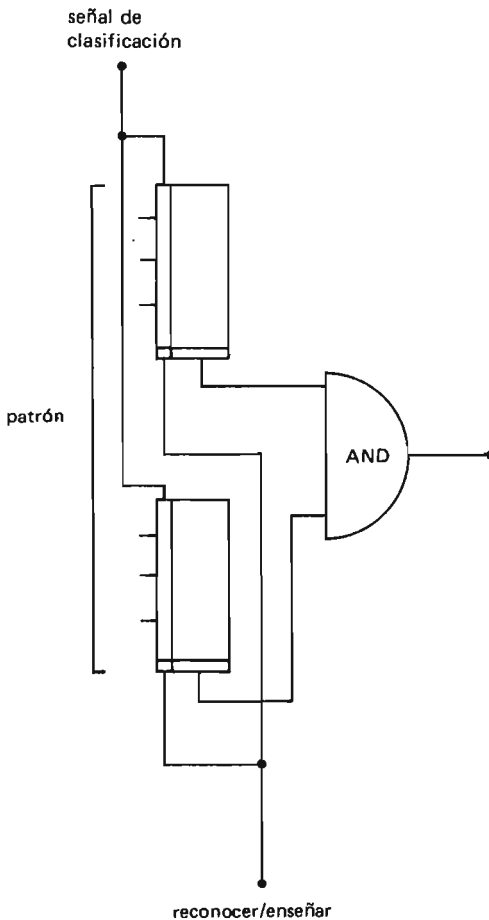 señal de
clasificación
patrón
AND
reconocer/enseñar